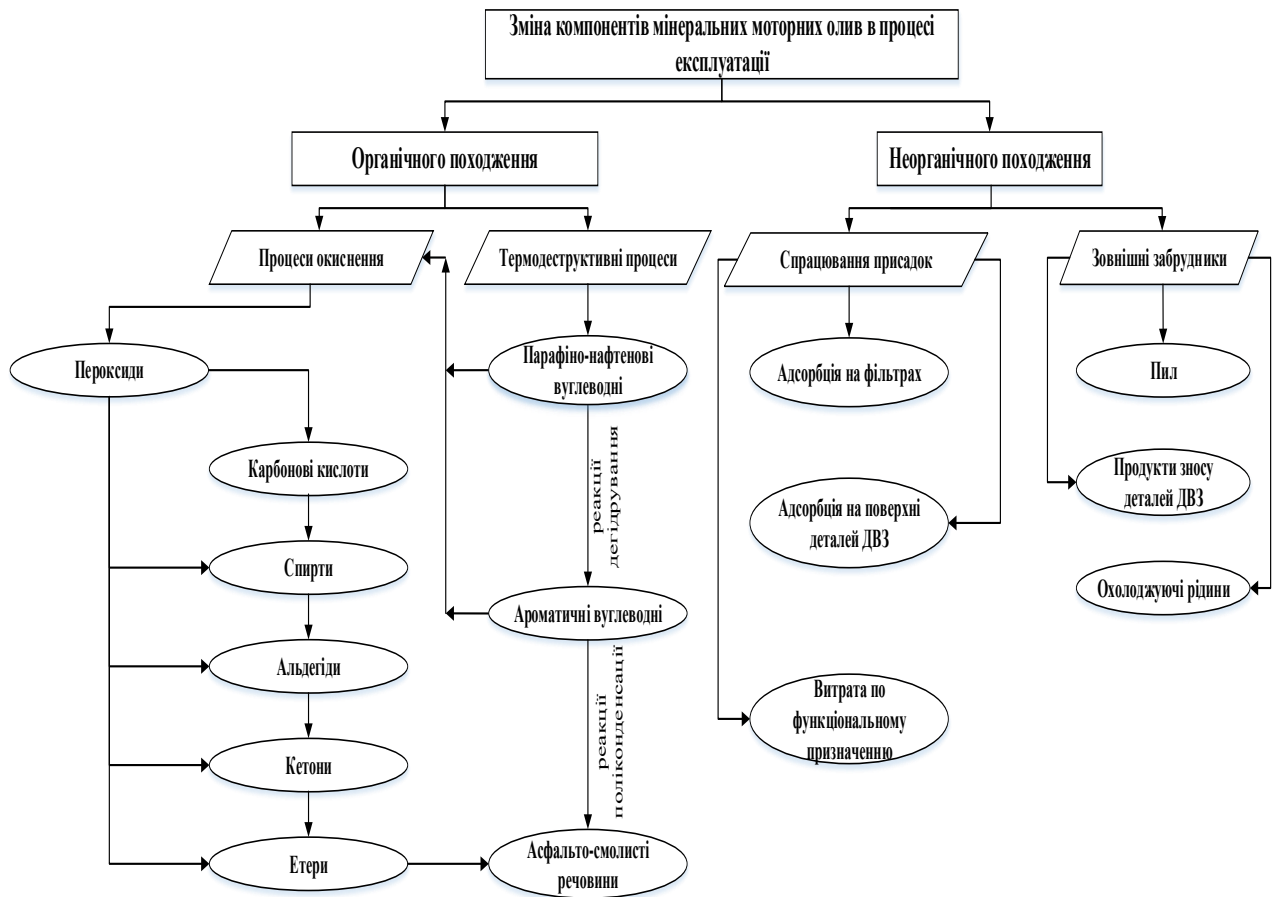 Зміна компонентів мінеральних моторних олив в процесі
експлуатації
Органічного походження
Неорганічного походження
Процеси окиснення
Термодеструктивні процеси
Спрацювання присадок
Зовнішні забрудники
Пероксиди
Парафіно-нафтенові
вуглеводні
Адсорбція на фільтрах
Пил
Карбонові кислоти
реакції
дегідрування
Адсорбція на поверхні
деталей ДВЗ
Продукти зносу
деталей ДВЗ
Спирти
Ароматичні вуглеводні
Охолоджуючі рідини
Альдегіди
реакції
поліконденсації
Витрата по
функціональному
призначенню
Кетони
Етери
Асфальто-смолисті
речовини